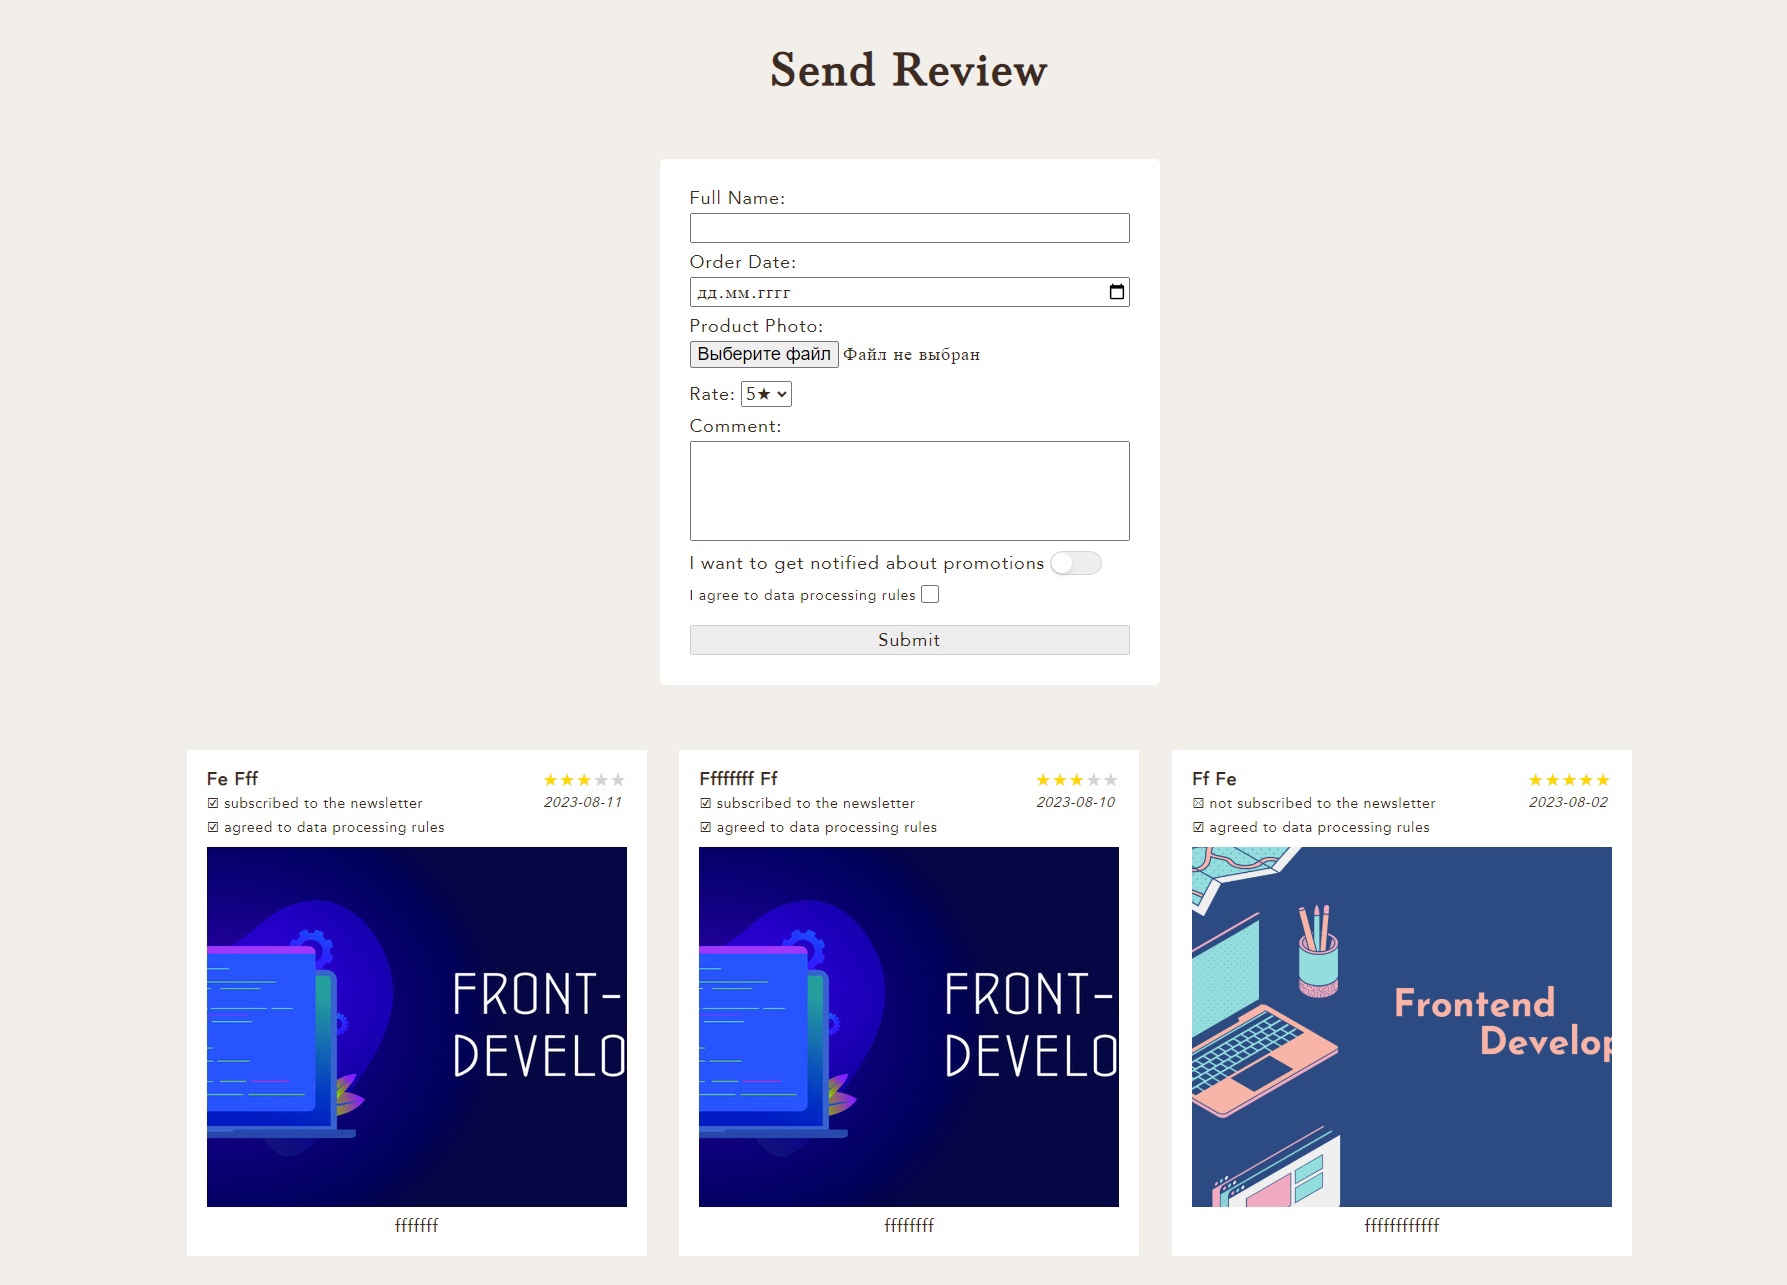 Send Review
Full Name:
Order Date:
дд.мм.гггг
Product Photo:
Выберите файл Файл не выбран
Rate: 5★
Comment:
I want to get notified about promotions
I agree to data processing rules
Submit
Fe Fff
★★★★★
☑ subscribed to the newsletter
2023-08-11
☑ agreed to data processing rules
FRONT-
DEVELO
fffffff
Ffffffff Ff
★★★★★
☑ subscribed to the newsletter
2023-08-10
☑ agreed to data processing rules
FRONT-
DEVELO
ffffffff
Ff Fe
★★★★★
☒ not subscribed to the newsletter
2023-08-02
☑ agreed to data processing rules
Frontend
Develop
ffffffffffff